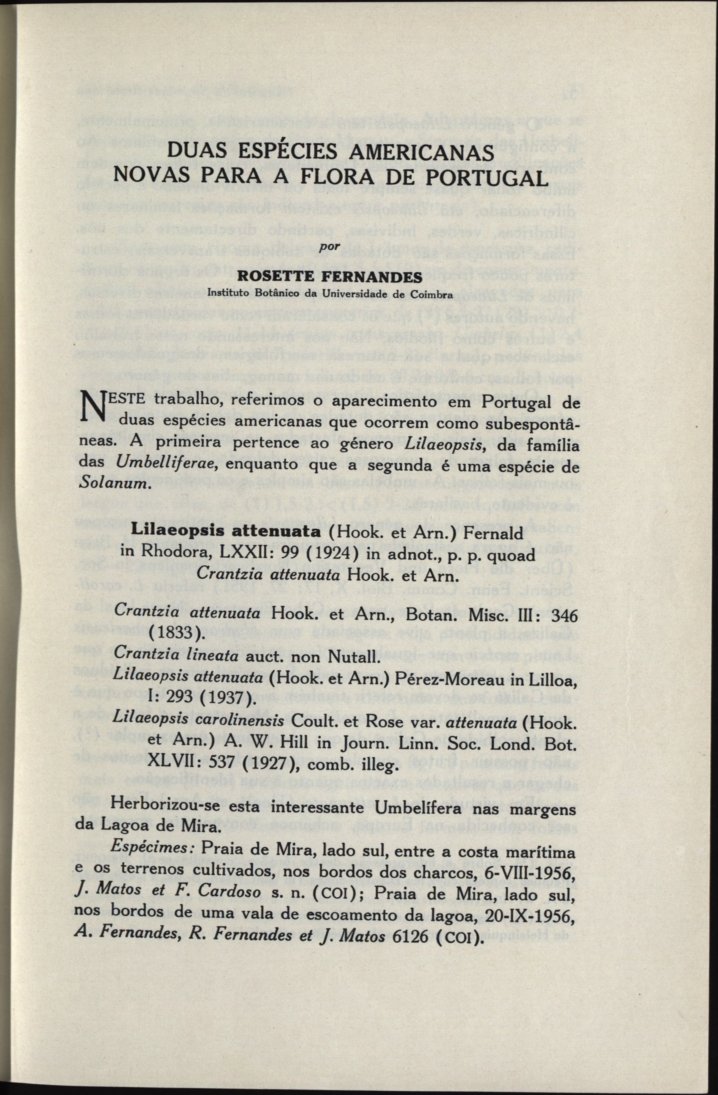 DUAS ESPÉCIES AMERICANAS
NOVAS PARA A FLORA DE PORTUGAL
por
ROSETTE FERNANDES
Instituto Botânico da Universidade de Coimbra
NESTE trabalho, referimos o aparecimento em Portugal de
duas espécies americanas que ocorrem como subespontâ-
neas. A primeira pertence ao género Lilaeopsis, da família
das Umbelliferae, enquanto que a segunda é uma espécie de
Solanum.
Lilaeopsis attenuata (Hook. et Arn.) Fernald
in Rhodora, LXXII: 99 (1924) in adnot., p. p. quoad
Crantzia attenuata Hook. et Arn.
Crantzia attenuata Hook. et Arn., Botan. Misc. III: 346
(1833).
Crantzia lineata auct. non Nutall.
Lilaeopsis attenuata (Hook. et Arn.) Pérez-Moreau in Lilloa,
I: 293 (1937).
Lilaeopsis carolinensis Coult. et Rose var. attenuata (Hook.
et Arn.) A. W. Hill in Journ. Linn. Soc. Lond. Bot.
XLVII: 537 (1927), comb. illeg.
Herborizou-se esta interessante Umbelífera nas margens
da Lagoa de Mira.
Espécimes: Praia de Mira, lado sul, entre a costa marítima
e os terrenos cultivados, nos bordos dos charcos, 6-VIII-1956,
J. Matos et F. Cardoso s. n. (COI); Praia de Mira, lado sul,
nos bordos de uma vala de escoamento da lagoa, 20-IX-1956,
A. Fernandes, R. Fernandes et J. Matos 6126 (COI).